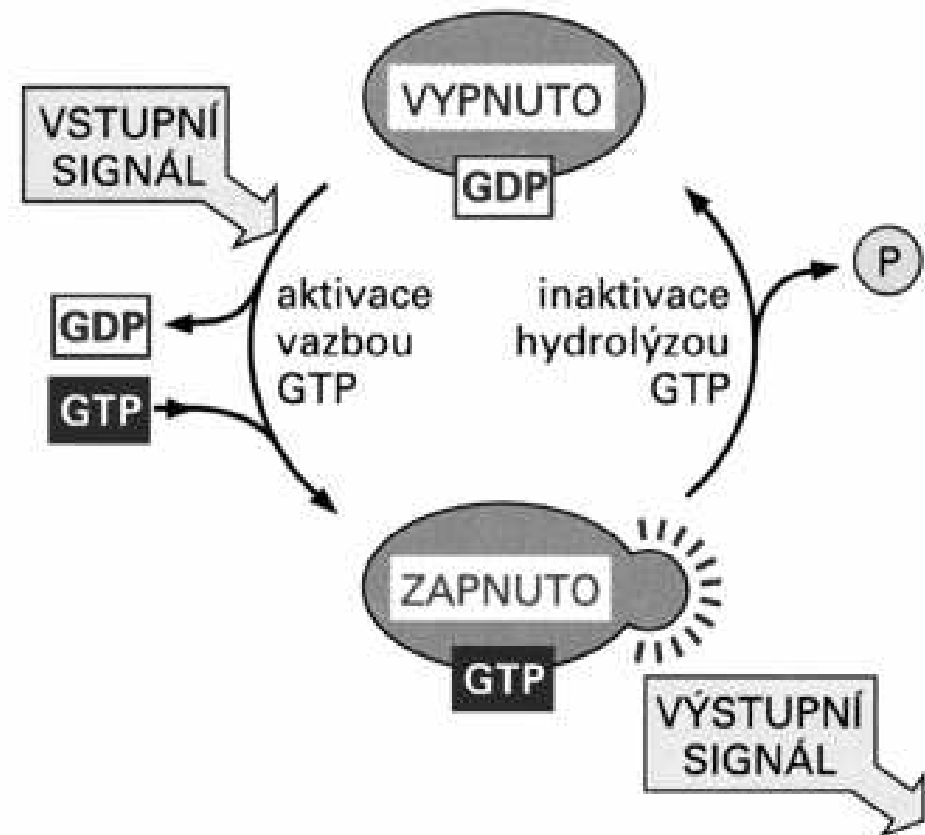 VYPNUTO
GDP
VSTUPNÍ
SIGNÁL
GDP
GTP
aktivace
vazbou
GTP
inaktivace
hydrolýzou
GTP
P
ZAPNUTO
GTP
VÝSTUPNÍ
SIGNÁL